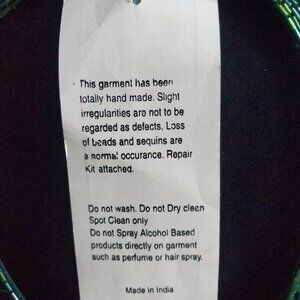 This garment has been
totally hand made. Slight
irregularities are not to be
regarded as defects. Loss
of beads and sequins are
a normal occurance. Repair
Kit attached.
Do not wash. Do not Dry clean
Spot Clean only
Do not Spray Alcohol Based
products directly on garment
such as perfume or hair spray.
Made in India